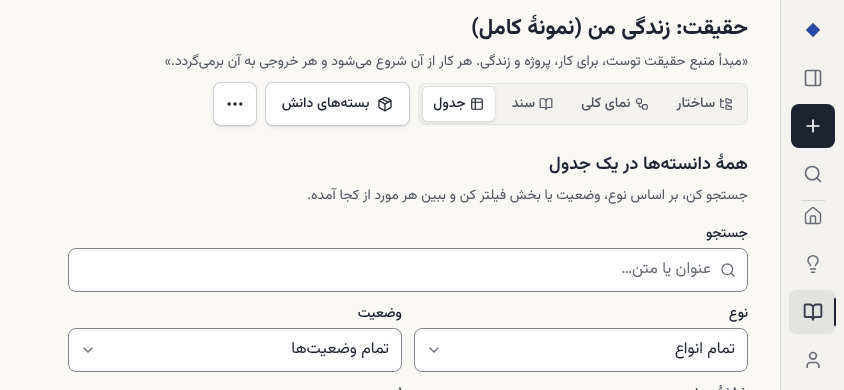 حقیقت: زندگی من (نمونهٔ کامل)
«مبدأ منبع حقیقت توست، برای کار، پروژه و زندگی. هر کار از آن شروع می‌شود و هر خروجی به آن برمی‌گردد.»
ساختار نمای کلی سند جدول بسته‌های دانش
همهٔ دانسته‌ها در یک جدول
جستجو کن، بر اساس نوع، وضعیت یا بخش فیلتر کن و ببین هر مورد از کجا آمده.
جستجو
عنوان یا متن…
نوع وضعیت
تمام انواع تمام وضعیت‌ها